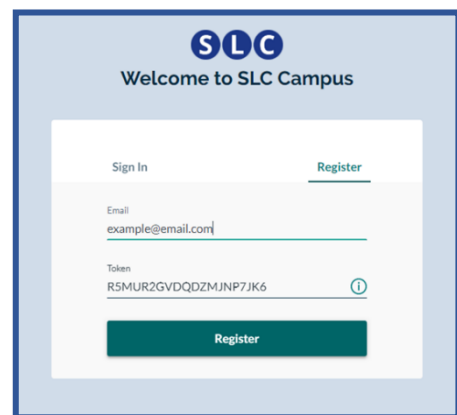 SLC
Welcome to SLC Campus
Sign In
Register
Email
example@email.com
Token
R5MUR2GVDQDZMJNP7JK6
Register